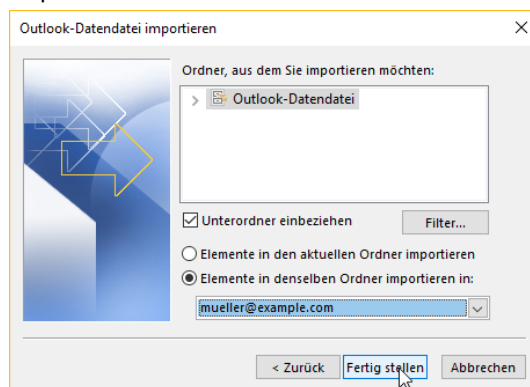 Outlook-Datendatei importieren
Ordner, aus dem Sie importieren möchten:
Outlook-Datendatei
Unterordner einbeziehen
Filter...
Elemente in den aktuellen Ordner importieren
Elemente in denselben Ordner importieren in:
mueller@example.com
< Zurück Fertig stellen Abbrechen